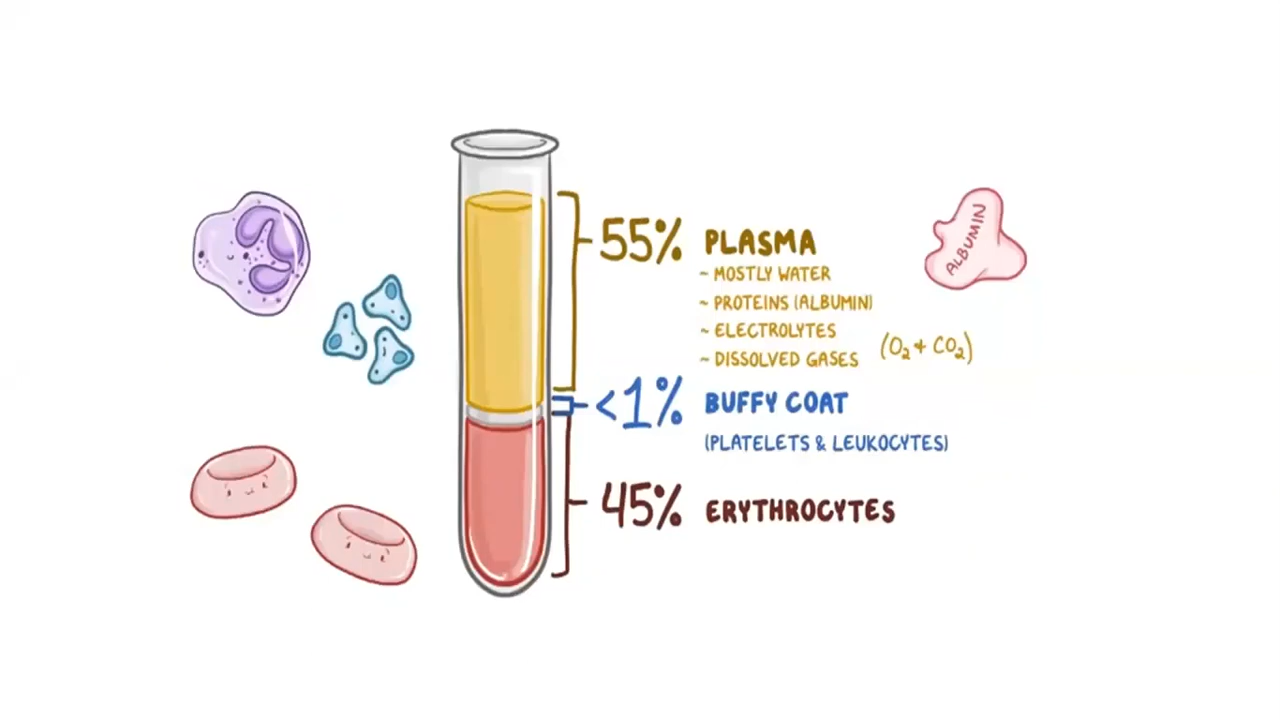 55% PLASMA
~ MOSTLY WATER
~ PROTEINS (ALBUMIN)
~ ELECTROLYTES
~ DISSOLVED GASES (O₂ + CO₂)
ALBUMIN
<1% BUFFY COAT
(PLATELETS & LEUKOCYTES)
45% ERYTHROCYTES